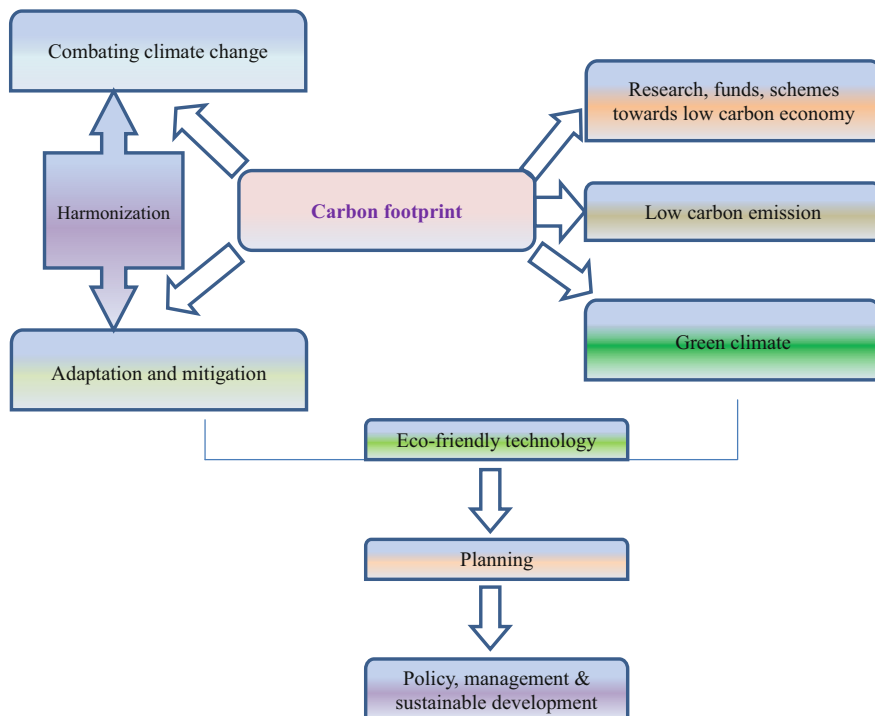 Combating climate change
Research, funds, schemes
towards low carbon economy
Harmonization
Carbon footprint
Low carbon emission
Green climate
Adaptation and mitigation
Eco-friendly technology
Planning
Policy, management &
sustainable development